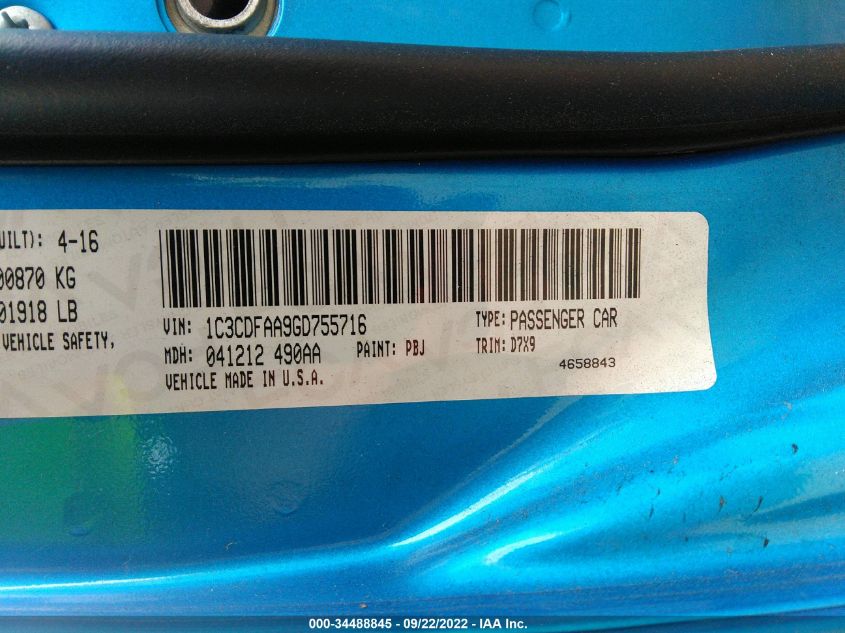 UILT): 4-16
00870 KG
01918 LB
VEHICLE SAFETY,
VIN: 1C3CDFAA9GD755716 TYPE: PASSENGER CAR
MDH: 041212 490AA PAINT: PBJ TRIM: D7X9
VEHICLE MADE IN U.S.A. 4658843
000-34488845 - 09/22/2022 - IAA Inc.